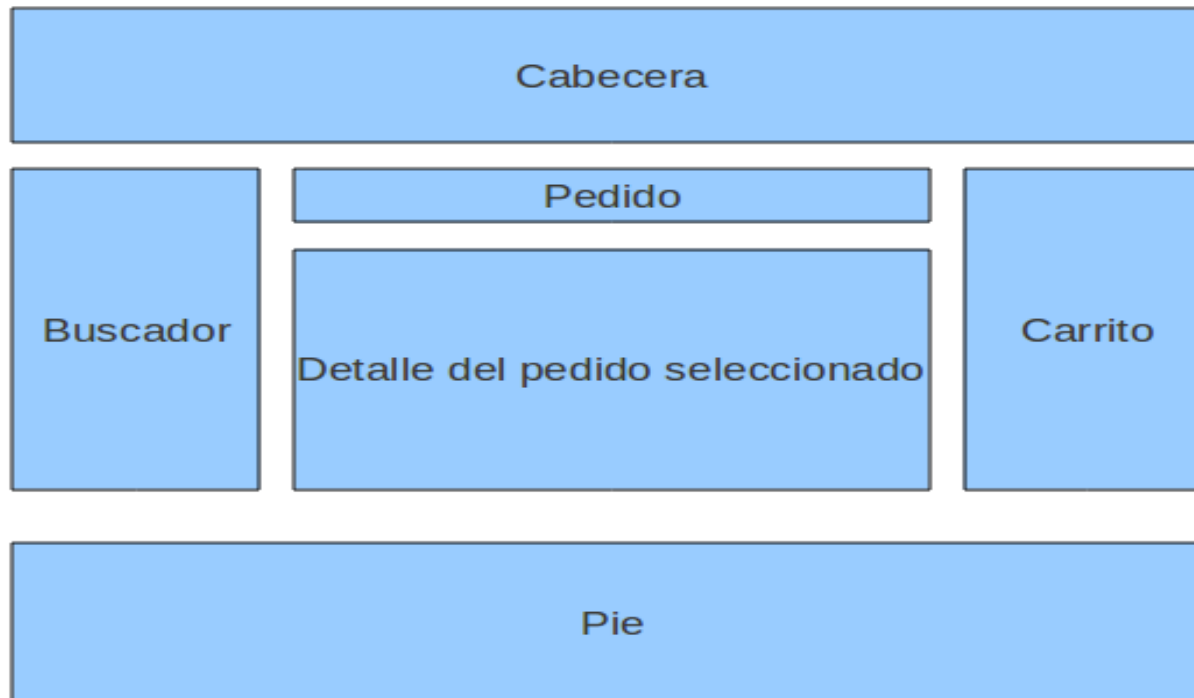 Cabecera
Pedido
Buscador
Detalle del pedido seleccionado
Carrito
Pie